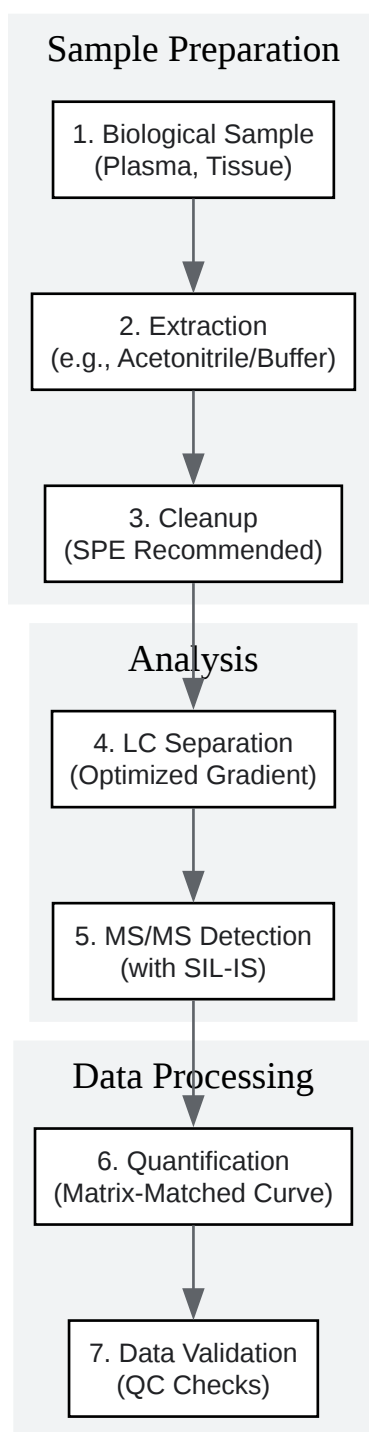 Sample Preparation
1. Biological Sample
(Plasma, Tissue)
2. Extraction
(e.g., Acetonitrile/Buffer)
3. Cleanup
(SPE Recommended)
Analysis
4. LC Separation
(Optimized Gradient)
5. MS/MS Detection
(with SIL-IS)
Data Processing
6. Quantification
(Matrix-Matched Curve)
7. Data Validation
(QC Checks)